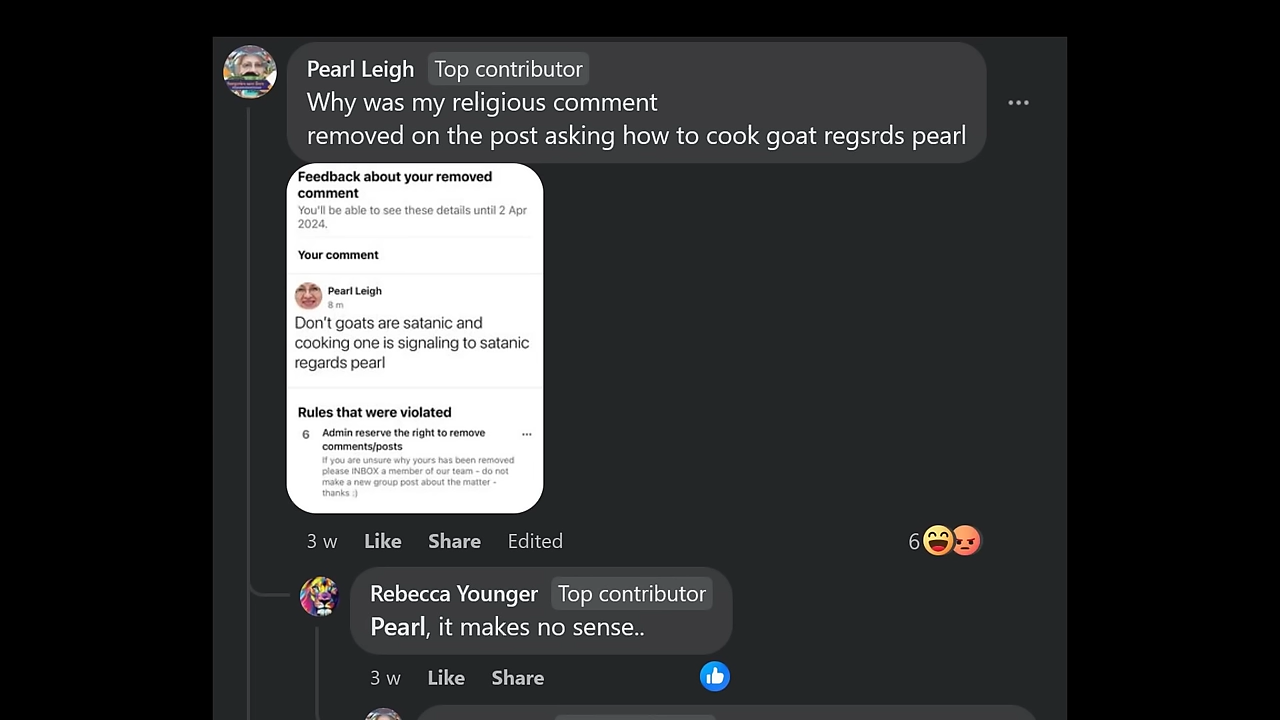 Pearl Leigh Top contributor
Why was my religious comment
removed on the post asking how to cook goat regsrds pearl
Feedback about your removed
comment
You'll be able to see these details until 2 Apr
2024.
Your comment
Pearl Leigh
8 m
Don't goats are satanic and
cooking one is signaling to satanic
regards pearl
Rules that were violated
6 Admin reserve the right to remove
comments/posts
If you are unsure why yours has been removed
please INBOX a member of our team - do not
make a new group post about the matter -
thanks :)
3 w Like Share Edited 6
Rebecca Younger Top contributor
Pearl, it makes no sense..
3 w Like Share